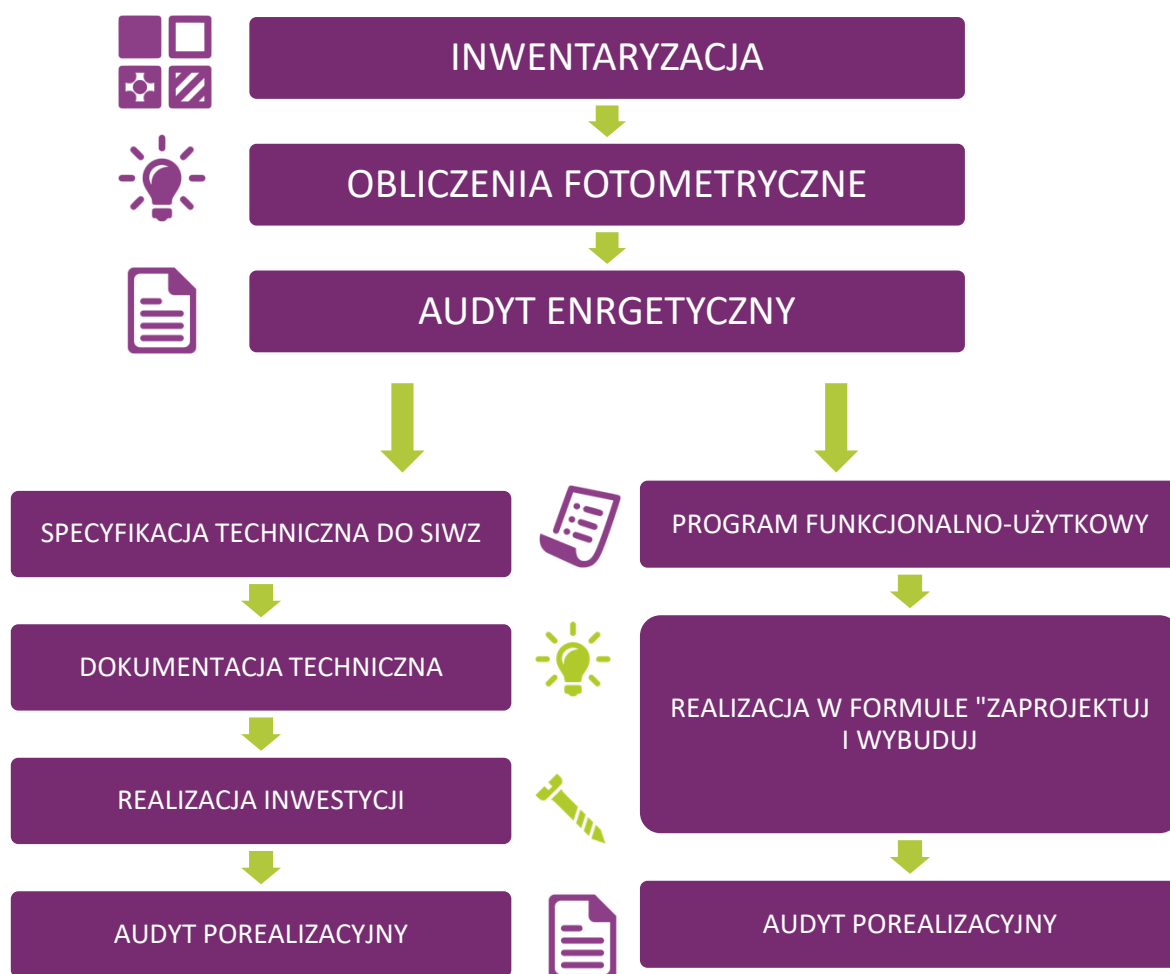 INWENTARYZACJA
OBLICZENIA FOTOMETRYCZNE
AUDYT ENRGETYCZNY
SPECYFIKACJA TECHNICZNA DO SIWZ
DOKUMENTACJA TECHNICZNA
REALIZACJA INWESTYCJI
AUDYT POREALIZACYJNY
PROGRAM FUNKCJONALNO-UŻYTKOWY
REALIZACJA W FORMULE "ZAPROJEKTUJ
I WYBUDUJ
AUDYT POREALIZACYJNY